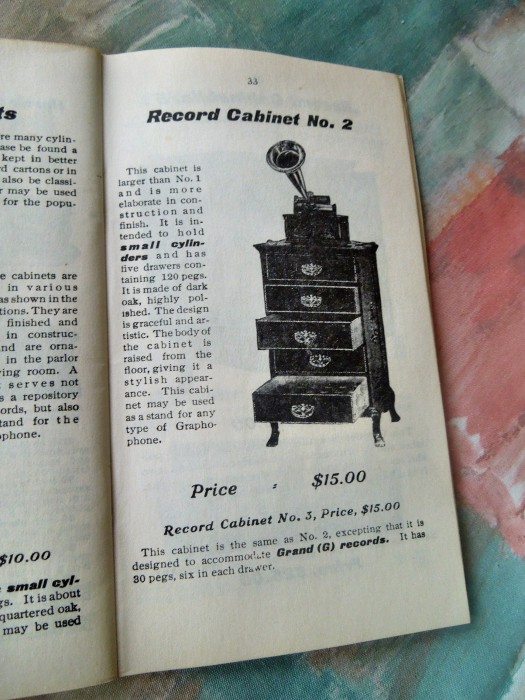 ts
re many cylin-
ase be found a
kept in better
d cartons or in
also be classi-
r may be used
for the popu-
e cabinets are
in various
as shown in the
tions. They are
finished and
in construc-
nd are orna-
in the parlor
ving room. A
serves not
s a repository
ords, but also
tand for the
ophone.
$10.00
small cyl-
gs. It is about
quartered oak,
may be used
33
Record Cabinet No. 2
This cabinet is
larger than No. 1
and is more
elaborate in con-
struction and
finish. It is in-
tended to hold
small cylin-
ders and has
five drawers con-
taining 120 pegs.
It is made of dark
oak, highly pol-
ished. The design
is graceful and ar-
tistic. The body of
the cabinet is
raised from the
floor, giving it a
stylish appear-
ance. This cabi-
net may be used
as a stand for any
type of Grapho-
phone.
Price : $15.00
Record Cabinet No. 3, Price, $15.00
This cabinet is the same as No. 2, excepting that it is
designed to accommodate Grand (G) records. It has
30 pegs, six in each drawer.